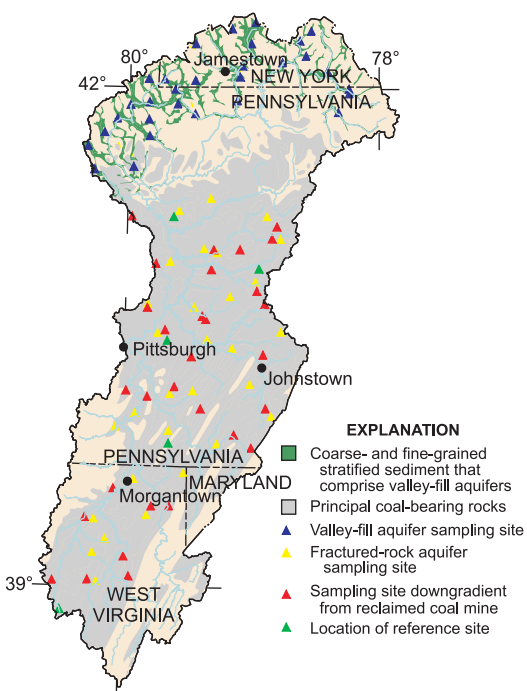 80°
78°
Jamestown
42°
NEW YORK
PENNSYLVANIA
Pittsburgh
Johnstown
PENNSYLVANIA
MARYLAND
Morgantown
39°
WEST
VIRGINIA
EXPLANATION
Coarse- and fine-grained
stratified sediment that
comprise valley-fill aquifers
Principal coal-bearing rocks
Valley-fill aquifer sampling site
Fractured-rock aquifer
sampling site
Sampling site downgradient
from reclaimed coal mine
Location of reference site